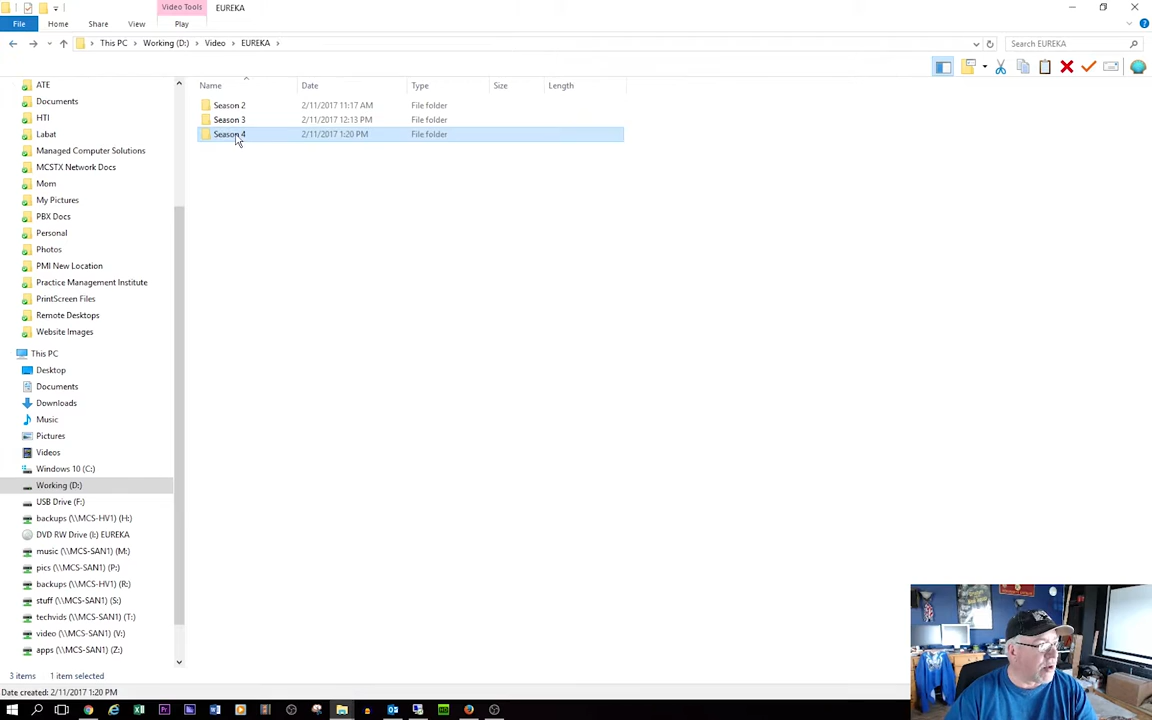 Video Tools
EUREKA
File
Home
Share
View
Play
This PC
Working (D:)
Video
EUREKA
Search EUREKA
Name
Date
Type
Size
Length
Season 2
2/11/2017 11:17 AM
File folder
Season 3
2/11/2017 12:13 PM
File folder
Season 4
2/11/2017 1:20 PM
File folder
ATE
Documents
HTI
Labat
Managed Computer Solutions
MCSTX Network Docs
Mom
My Pictures
PBX Docs
Personal
Photos
PMI New Location
Practice Management Institute
PrintScreen Files
Remote Desktops
Website Images
This PC
Desktop
Documents
Downloads
Music
Pictures
Videos
Windows 10 (C:)
Working (D:)
USB Drive (F:)
backups (\\MCS-HV1) (H:)
DVD RW Drive (I:) EUREKA
music (\\MCS-SAN1) (M:)
pics (\\MCS-SAN1) (P:)
backups (\\MCS-HV1) (R:)
stuff (\\MCS-SAN1) (S:)
techvids (\\MCS-SAN1) (T:)
video (\\MCS-SAN1) (V:)
apps (\\MCS-SAN1) (Z:)
3 items
1 item selected
Date created: 2/11/2017 1:20 PM